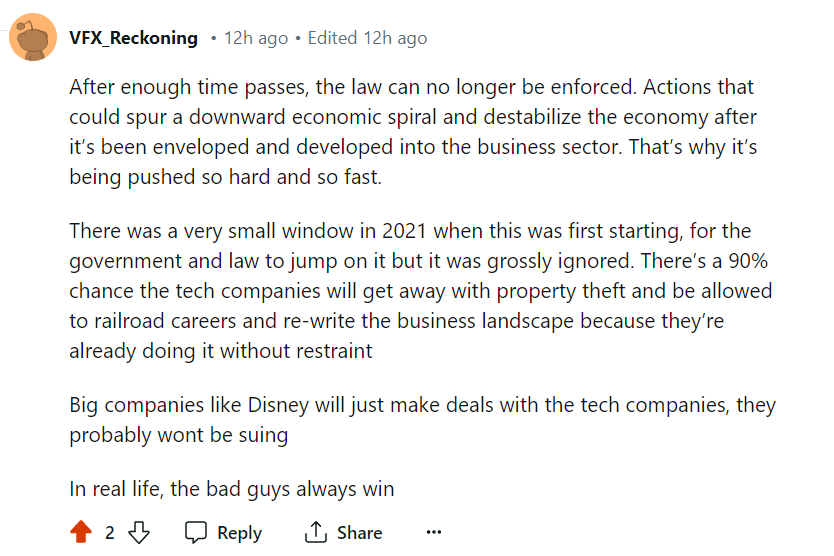 VFX_Reckoning • 12h ago • Edited 12h ago
After enough time passes, the law can no longer be enforced. Actions that
could spur a downward economic spiral and destabilize the economy after
it’s been enveloped and developed into the business sector. That’s why it’s
being pushed so hard and so fast.
There was a very small window in 2021 when this was first starting, for the
government and law to jump on it but it was grossly ignored. There’s a 90%
chance the tech companies will get away with property theft and be allowed
to railroad careers and re-write the business landscape because they’re
already doing it without restraint
Big companies like Disney will just make deals with the tech companies, they
probably wont be suing
In real life, the bad guys always win
2 Reply Share ···